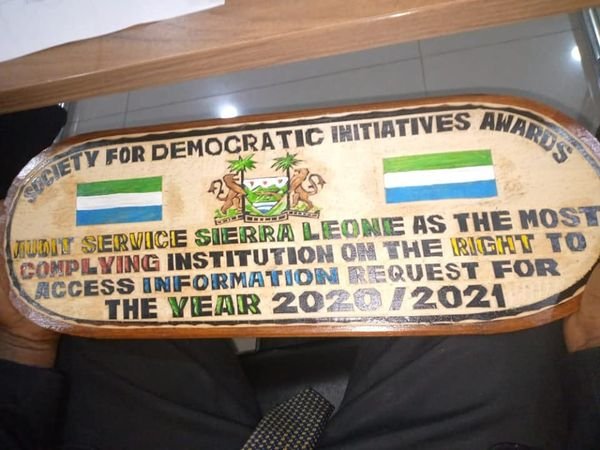 SOCIETY FOR DEMOCRATIC INITIATIVES AWARDS
AUDIT SERVICE SIERRA LEONE AS THE MOST
COMPLYING INSTITUTION ON THE RIGHT TO
ACCESS INFORMATION REQUEST FOR
THE YEAR 2020/2021